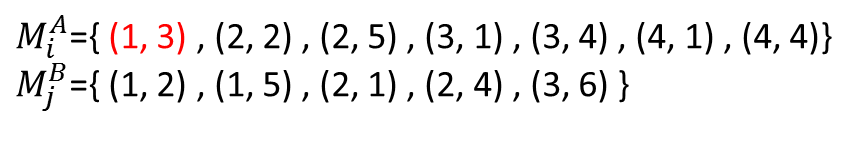 M_i^A={ (1, 3) , (2, 2) , (2, 5) , (3, 1) , (3, 4) , (4, 1) , (4, 4)}
M_j^B={ (1, 2) , (1, 5) , (2, 1) , (2, 4) , (3, 6) }